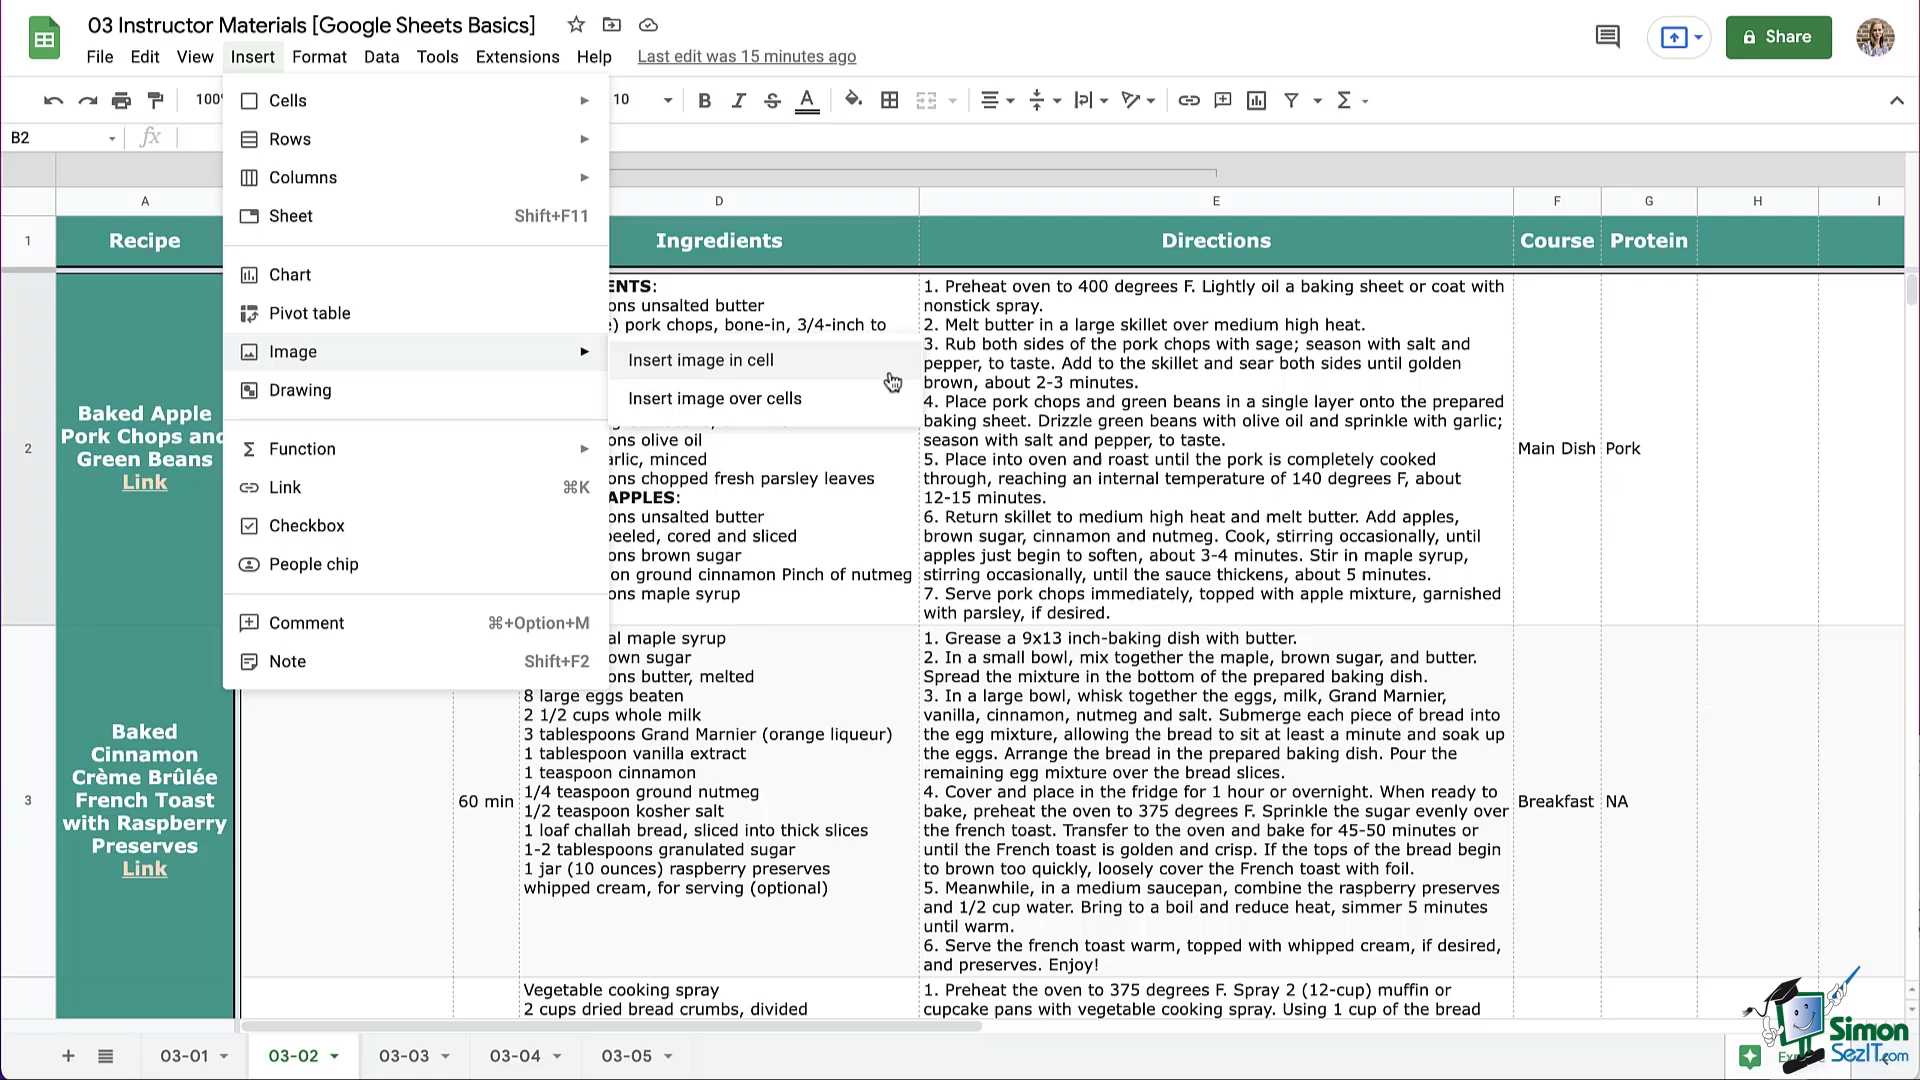 03 Instructor Materials [Google Sheets Basics]
File Edit View Insert Format Data Tools Extensions Help Last edit was 15 minutes ago
Share
100% 10
B2 fx
Cells
Rows
Columns
Sheet Shift+F11
Chart
Pivot table
Image
Drawing
Function
Link ⌘K
Checkbox
People chip
Comment ⌘+Option+M
Note Shift+F2
Insert image in cell
Insert image over cells
A D E F G H I
1 Recipe Ingredients Directions Course Protein
2
Baked Apple
Pork Chops and
Green Beans
Link
ENTS:
ons unsalted butter
e) pork chops, bone-in, 3/4-inch to
ons olive oil
arlic, minced
ons chopped fresh parsley leaves
APPLES:
ons unsalted butter
peeled, cored and sliced
ons brown sugar
on ground cinnamon Pinch of nutmeg
ons maple syrup
1. Preheat oven to 400 degrees F. Lightly oil a baking sheet or coat with
nonstick spray.
2. Melt butter in a large skillet over medium high heat.
3. Rub both sides of the pork chops with sage; season with salt and
pepper, to taste. Add to the skillet and sear both sides until golden
brown, about 2-3 minutes.
4. Place pork chops and green beans in a single layer onto the prepared
baking sheet. Drizzle green beans with olive oil and sprinkle with garlic;
season with salt and pepper, to taste.
5. Place into oven and roast until the pork is completely cooked
through, reaching an internal temperature of 140 degrees F, about
12-15 minutes.
6. Return skillet to medium high heat and melt butter. Add apples,
brown sugar, cinnamon and nutmeg. Cook, stirring occasionally, until
apples just begin to soften, about 3-4 minutes. Stir in maple syrup,
stirring occasionally, until the sauce thickens, about 5 minutes.
7. Serve pork chops immediately, topped with apple mixture, garnished
with parsley, if desired.
Main Dish Pork
3
Baked
Cinnamon
Crème Brûlée
French Toast
with Raspberry
Preserves
Link
60 min
al maple syrup
own sugar
ons butter, melted
8 large eggs beaten
2 1/2 cups whole milk
3 tablespoons Grand Marnier (orange liqueur)
1 tablespoon vanilla extract
1 teaspoon cinnamon
1/4 teaspoon ground nutmeg
1/2 teaspoon kosher salt
1 loaf challah bread, sliced into thick slices
1-2 tablespoons granulated sugar
1 jar (10 ounces) raspberry preserves
whipped cream, for serving (optional)
1. Grease a 9x13 inch-baking dish with butter.
2. In a small bowl, mix together the maple, brown sugar, and butter.
Spread the mixture in the bottom of the prepared baking dish.
3. In a large bowl, whisk together the eggs, milk, Grand Marnier,
vanilla, cinnamon, nutmeg and salt. Submerge each piece of bread into
the egg mixture, allowing the bread to sit at least a minute and soak up
the eggs. Arrange the bread in the prepared baking dish. Pour the
remaining egg mixture over the bread slices.
4. Cover and place in the fridge for 1 hour or overnight. When ready to
bake, preheat the oven to 375 degrees F. Sprinkle the sugar evenly over
the french toast. Transfer to the oven and bake for 45-50 minutes or
until the French toast is golden and crisp. If the tops of the bread begin
to brown too quickly, loosely cover the French toast with foil.
5. Meanwhile, in a medium saucepan, combine the raspberry preserves
and 1/2 cup water. Bring to a boil and reduce heat, simmer 5 minutes
until warm.
6. Serve the french toast warm, topped with whipped cream, if desired,
and preserves. Enjoy!
Breakfast NA
Vegetable cooking spray
2 cups dried bread crumbs, divided
1. Preheat the oven to 375 degrees F. Spray 2 (12-cup) muffin or
cupcake pans with vegetable cooking spray. Using 1 cup of the bread
03-01 03-02 03-03 03-04 03-05
Simon
SezIT.com